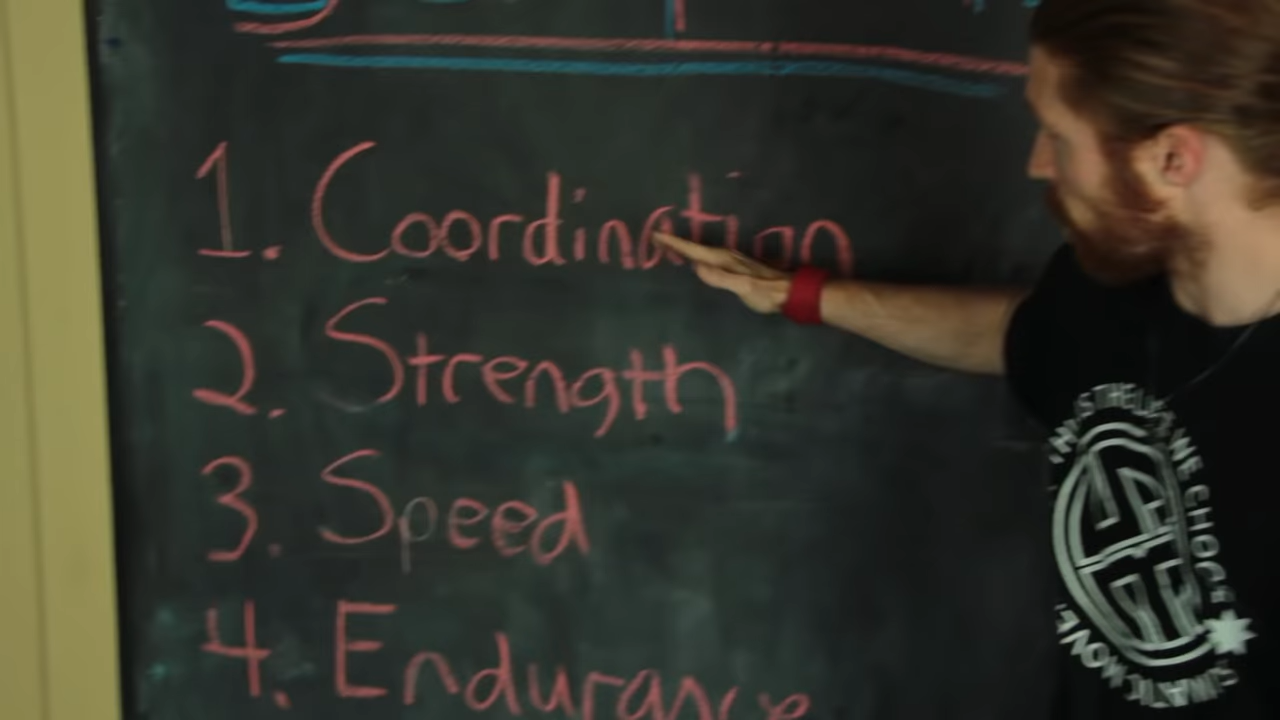 1. Coordination
2. Strength
3. Speed
4. Endurance